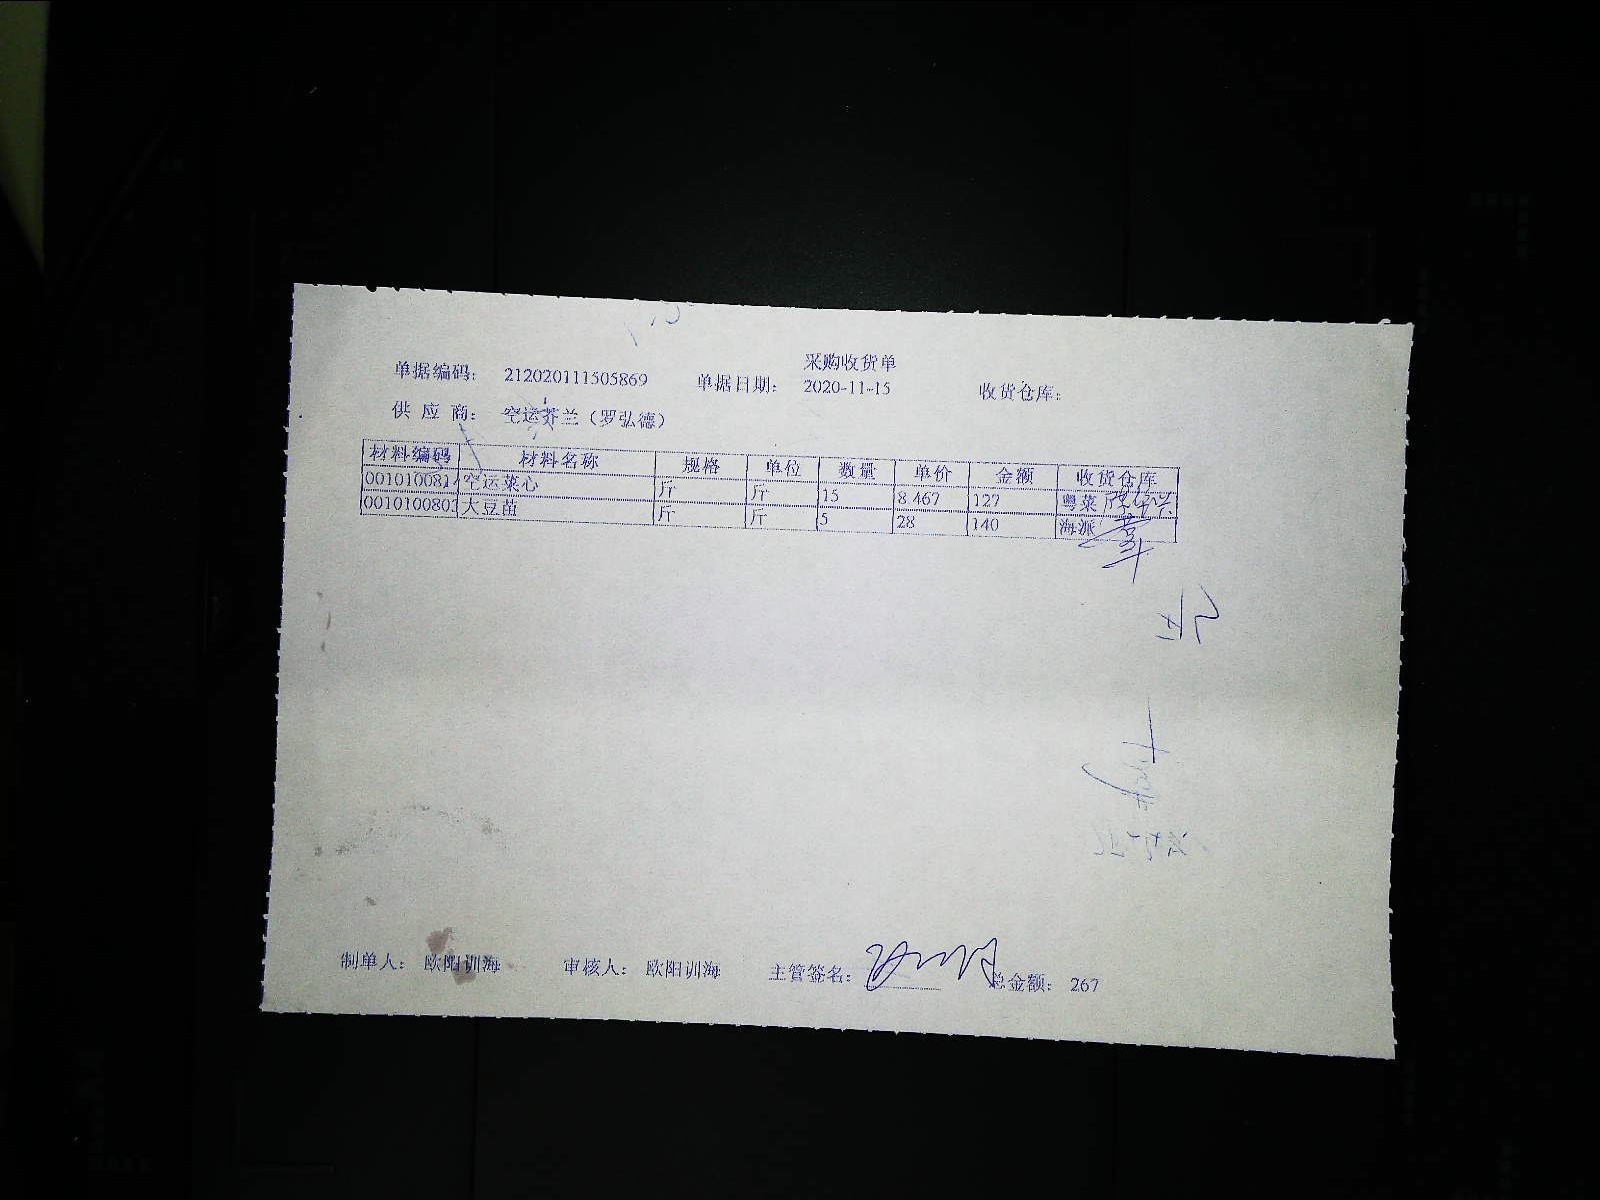 采购收货单
单据编码： 212020111505869 单据日期： 2020-11-15 收货仓库：
供 应 商： 空运芥兰（罗弘德）
材料编码 材料名称 规格 单位 数量 单价 金额 收货仓库
0010100814 空运菜心 斤 斤 15 8.467 127 粤菜
001010080 大豆苗 斤 斤 5 28 140 海派
制单人： 欧阳训海 审核人： 欧阳训海 主管签名： 总金额： 267